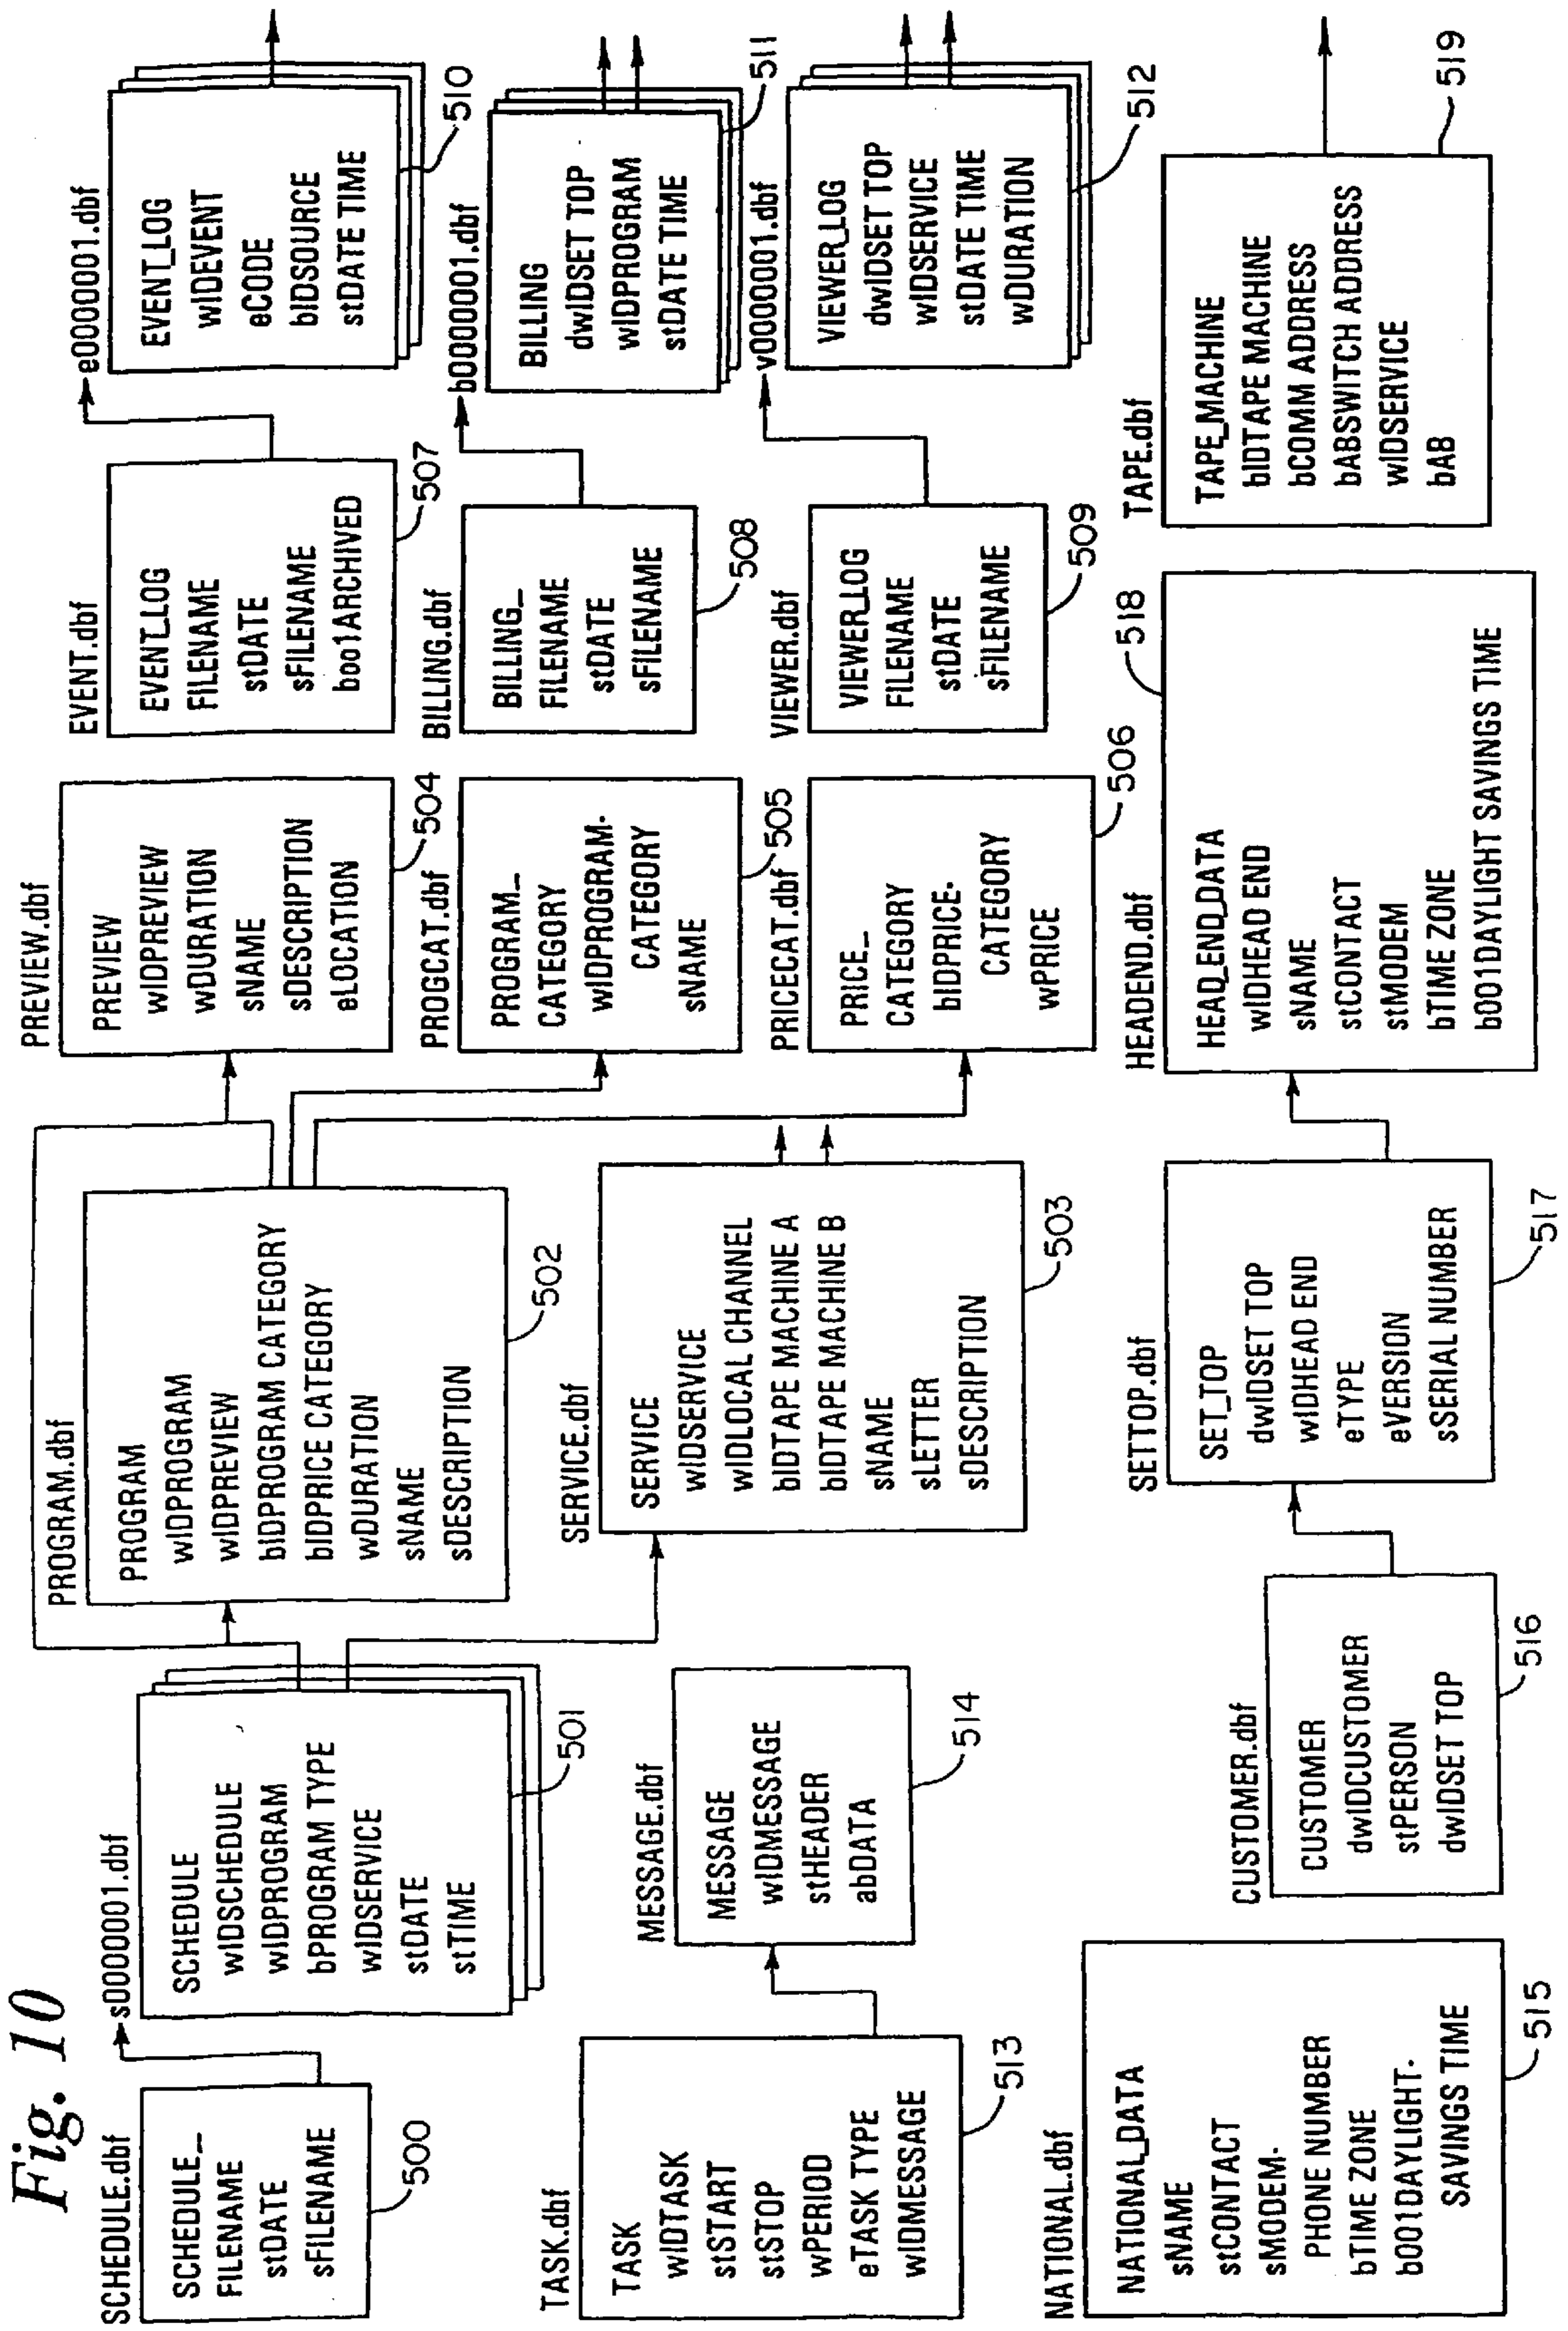 Fig. 10
SCHEDULE.dbf
SCHEDULE_
FILENAME
stDATE
sFILENAME
500
s0000001.dbf
SCHEDULE
wIDSCHEDULE
wIDPROGRAM
bPROGRAM TYPE
wIDSERVICE
stDATE
stTIME
501
PROGRAM.dbf
PROGRAM
wIDPROGRAM
wIDPREVIEW
bIDPROGRAM CATEGORY
bIDPRICE CATEGORY
wDURATION
sNAME
sDESCRIPTION
502
SERVICE.dbf
SERVICE
wIDSERVICE
wIDLOCAL CHANNEL
bIDTAPE MACHINE A
bIDTAPE MACHINE B
sNAME
sLETTER
sDESCRIPTION
503
PREVIEW.dbf
PREVIEW
wIDPREVIEW
wDURATION
sNAME
sDESCRIPTION
eLOCATION
504
PROGCAT.dbf
PROGRAM_
CATEGORY
wIDPROGRAM-
CATEGORY
sNAME
505
PRICECAT.dbf
PRICE_
CATEGORY
bIDPRICE-
CATEGORY
wPRICE
506
EVENT.dbf
EVENT_LOG
FILENAME
stDATE
sFILENAME
boo1ARCHIVED
507
BILLING.dbf
BILLING_
FILENAME
stDATE
sFILENAME
508
VIEWER.dbf
VIEWER_LOG
FILENAME
stDATE
sFILENAME
509
e0000001.dbf
EVENT_LOG
wIDEVENT
eCODE
bIDSOURCE
stDATE TIME
510
b0000001.dbf
BILLING
dwIDSET TOP
wIDPROGRAM
stDATE TIME
511
v0000001.dbf
VIEWER_LOG
dwIDSET TOP
wIDSERVICE
stDATE TIME
wDURATION
512
TASK.dbf
TASK
wIDTASK
stSTART
stSTOP
wPERIOD
eTASK TYPE
wIDMESSAGE
513
MESSAGE.dbf
MESSAGE
wIDMESSAGE
stHEADER
abDATA
514
NATIONAL.dbf
NATIONAL_DATA
sNAME
stCONTACT
sMODEM-
PHONE NUMBER
bTIME ZONE
b001DAYLIGHT-
SAVINGS TIME
515
CUSTOMER.dbf
CUSTOMER
dwIDCUSTOMER
stPERSON
dwIDSET TOP
516
SETTOP.dbf
SET_TOP
dwIDSET TOP
wIDHEAD END
eTYPE
eVERSION
sSERIAL NUMBER
517
HEADEND.dbf
HEAD_END_DATA
wIDHEAD END
sNAME
stCONTACT
stMODEM
bTIME ZONE
b001DAYLIGHT SAVINGS TIME
518
TAPE.dbf
TAPE_MACHINE
bIDTAPE MACHINE
bCOMM ADDRESS
bABSWITCH ADDRESS
wIDSERVICE
bAB
519